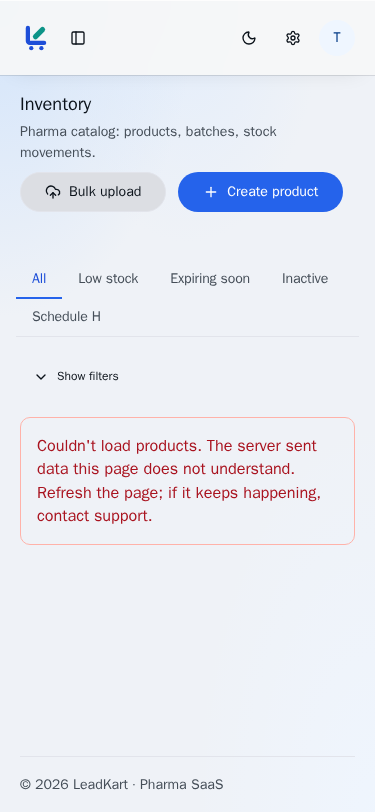 T
Inventory
Pharma catalog: products, batches, stock
movements.
Bulk upload
Create product
All
Low stock
Expiring soon
Inactive
Schedule H
Show filters
Couldn't load products. The server sent
data this page does not understand.
Refresh the page; if it keeps happening,
contact support.
© 2026 LeadKart · Pharma SaaS